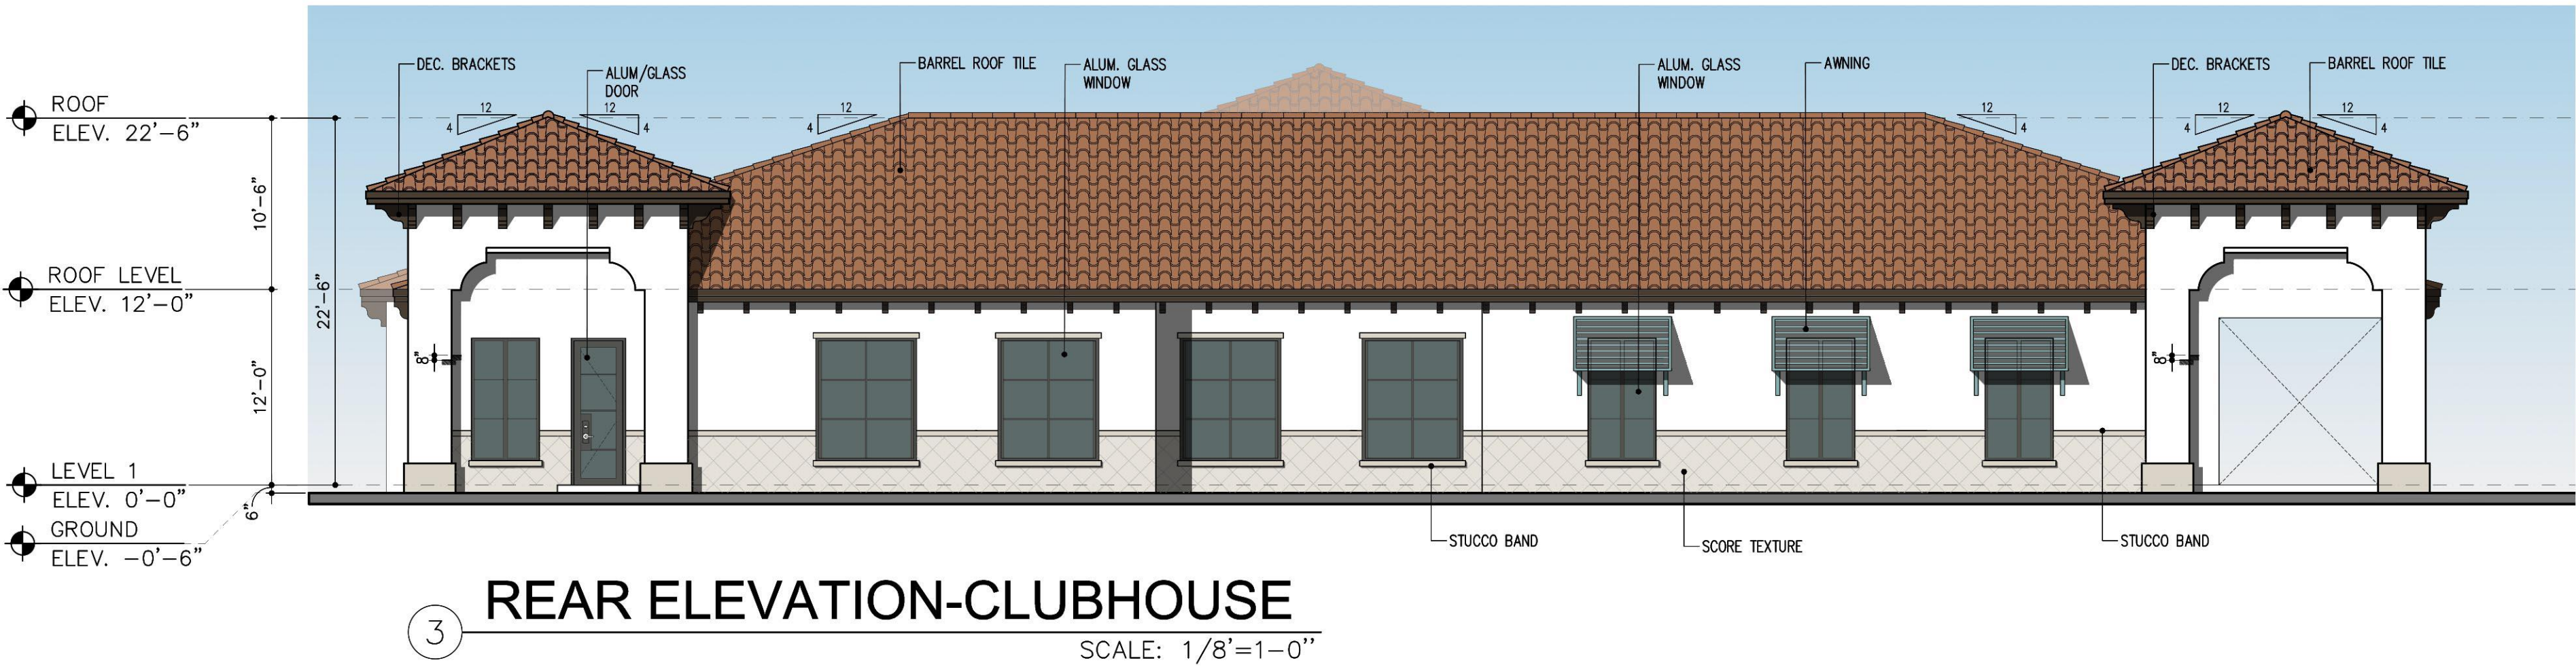 DEC. BRACKETS
ALUM/GLASS
DOOR
BARREL ROOF TILE
ALUM. GLASS
WINDOW
ALUM. GLASS
WINDOW
AWNING
DEC. BRACKETS
BARREL ROOF TILE
ROOF
ELEV. 22'-6"
12
4
12
4
12
4
12
4
12
4
12
4
10'-6"
22'-6"
ROOF LEVEL
ELEV. 12'-0"
12'-0"
8"
8"
LEVEL 1
ELEV. 0'-0"
6"
GROUND
ELEV. -0'-6"
STUCCO BAND
SCORE TEXTURE
STUCCO BAND
3
REAR ELEVATION-CLUBHOUSE
SCALE: 1/8'=1-0''